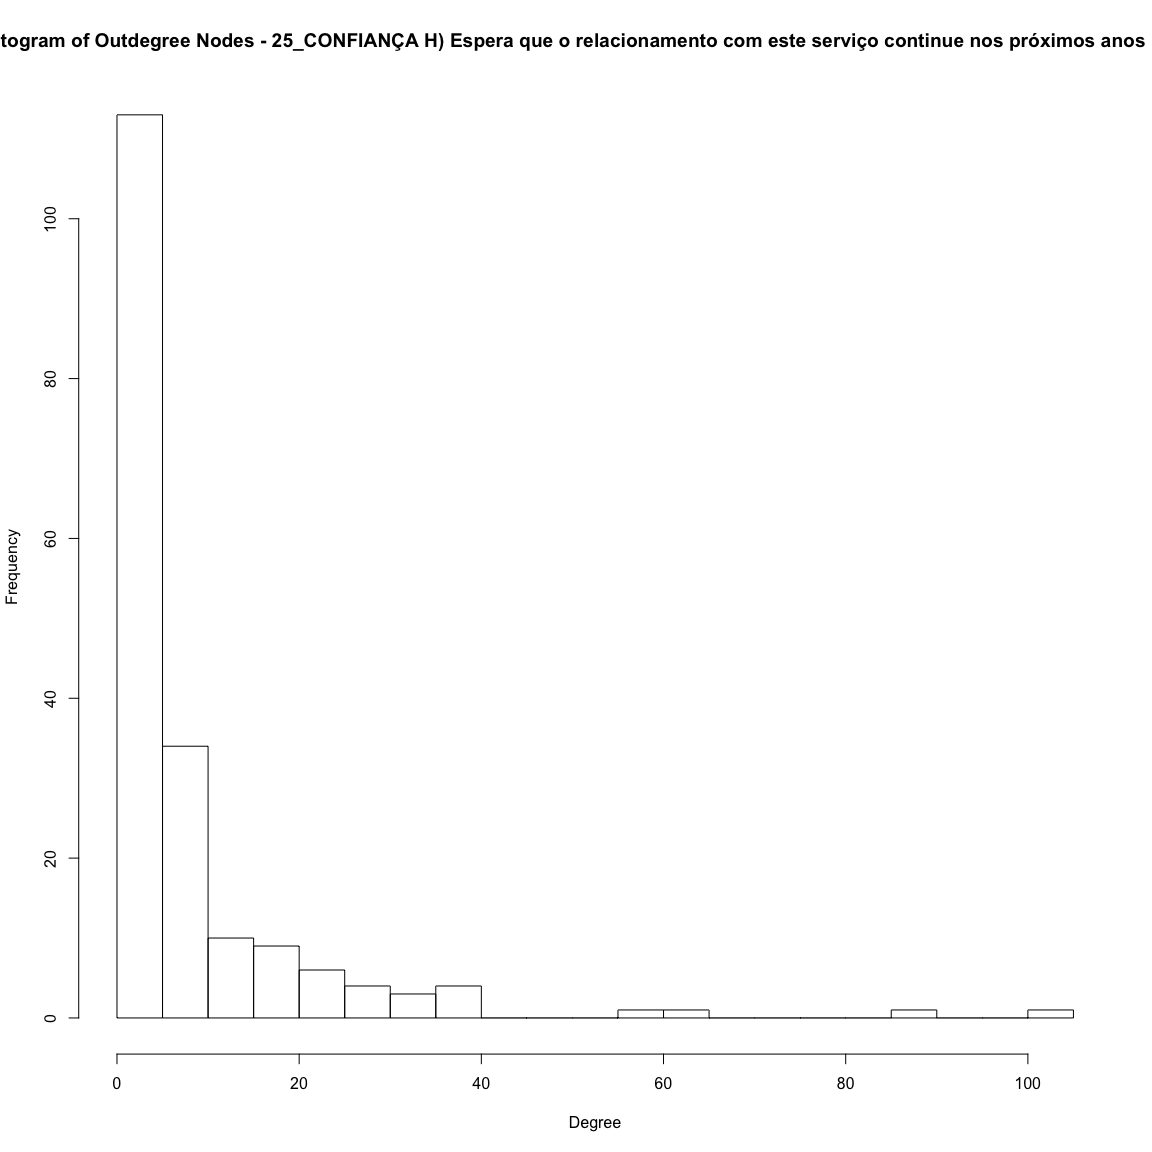 togram of Outdegree Nodes - 25_CONFIANÇA H) Espera que o relacionamento com este serviço continue nos próximos anos
100
80
60
40
20
0
Frequency
0 20 40 60 80 100
Degree